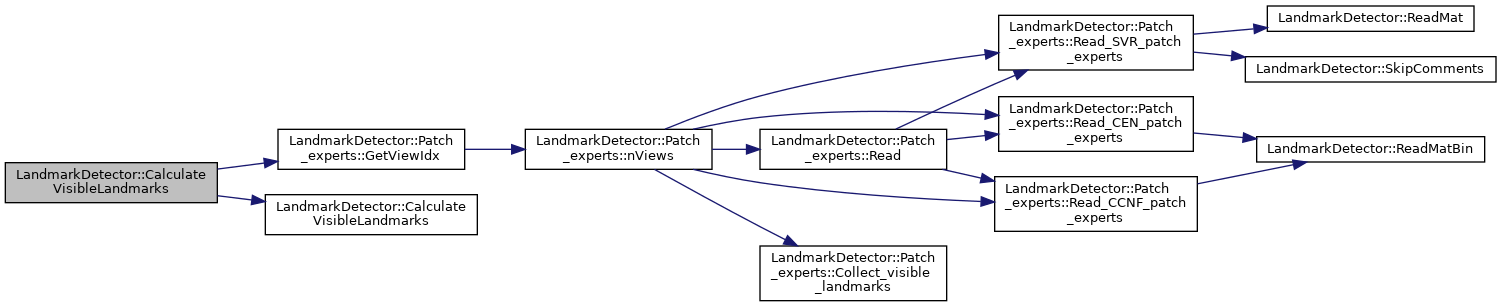 LandmarkDetector::Calculate
VisibleLandmarks
LandmarkDetector::Patch
_experts::GetViewIdx
LandmarkDetector::Calculate
VisibleLandmarks
LandmarkDetector::Patch
_experts::nViews
LandmarkDetector::Patch
_experts::Read
LandmarkDetector::Patch
_experts::Collect_visible
_landmarks
LandmarkDetector::Patch
_experts::Read_SVR_patch
_experts
LandmarkDetector::Patch
_experts::Read_CEN_patch
_experts
LandmarkDetector::Patch
_experts::Read_CCNF_patch
_experts
LandmarkDetector::ReadMat
LandmarkDetector::SkipComments
LandmarkDetector::ReadMatBin